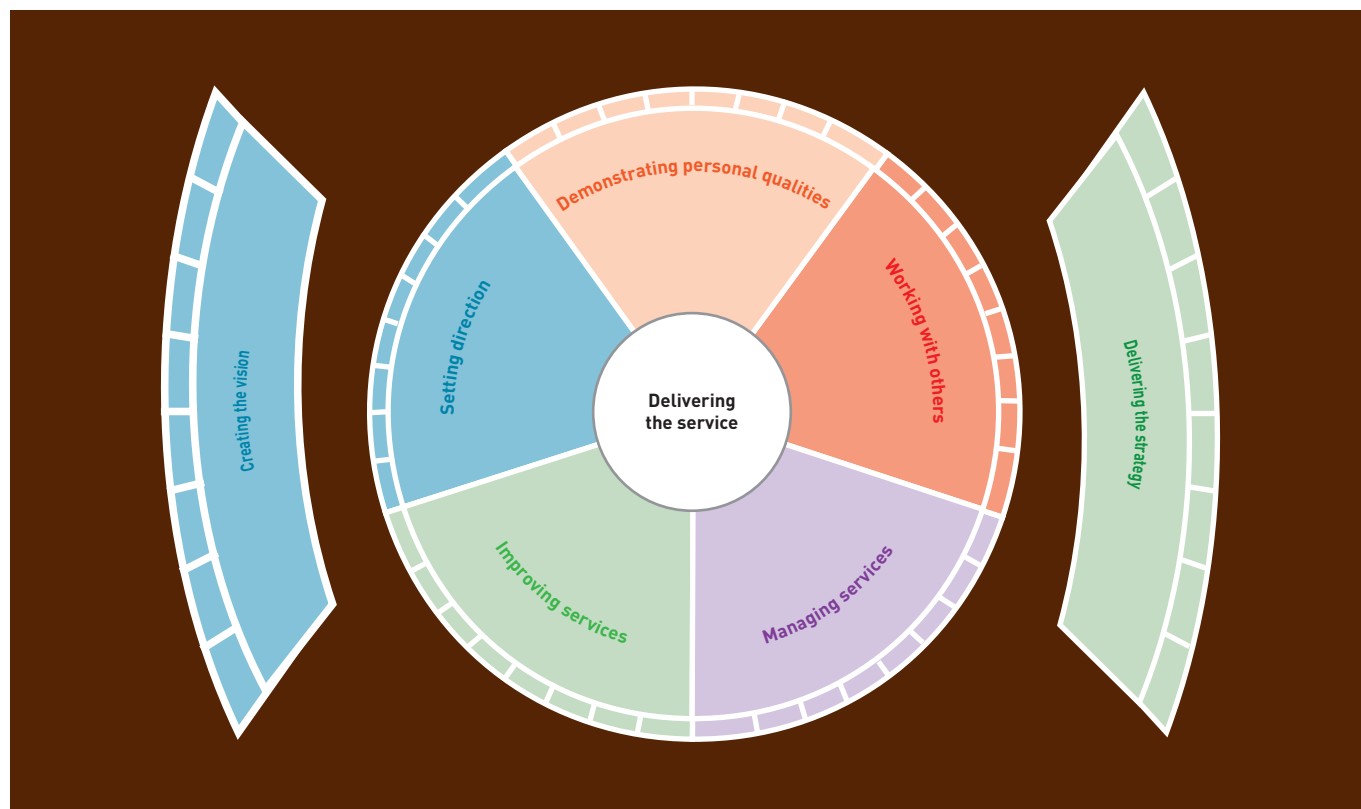 Creating the vision
Setting direction
Demonstrating personal qualities
Working with others
Delivering
the service
Improving services
Managing services
Delivering the strategy